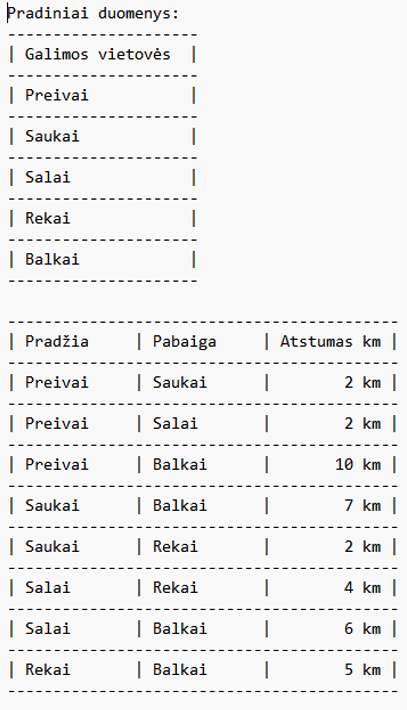 Pradiniai duomenys:
---------------------
| Galimos vietovės  |
---------------------
| Preivai           |
---------------------
| Saukai            |
---------------------
| Salai             |
---------------------
| Rekai             |
---------------------
| Balkai            |
---------------------

-------------------------------------------
| Pradžia     | Pabaiga     | Atstumas km |
-------------------------------------------
| Preivai     | Saukai      |        2 km |
-------------------------------------------
| Preivai     | Salai       |        2 km |
-------------------------------------------
| Preivai     | Balkai      |       10 km |
-------------------------------------------
| Saukai      | Balkai      |        7 km |
-------------------------------------------
| Saukai      | Rekai       |        2 km |
-------------------------------------------
| Salai       | Rekai       |        4 km |
-------------------------------------------
| Salai       | Balkai      |        6 km |
-------------------------------------------
| Rekai       | Balkai      |        5 km |
-------------------------------------------